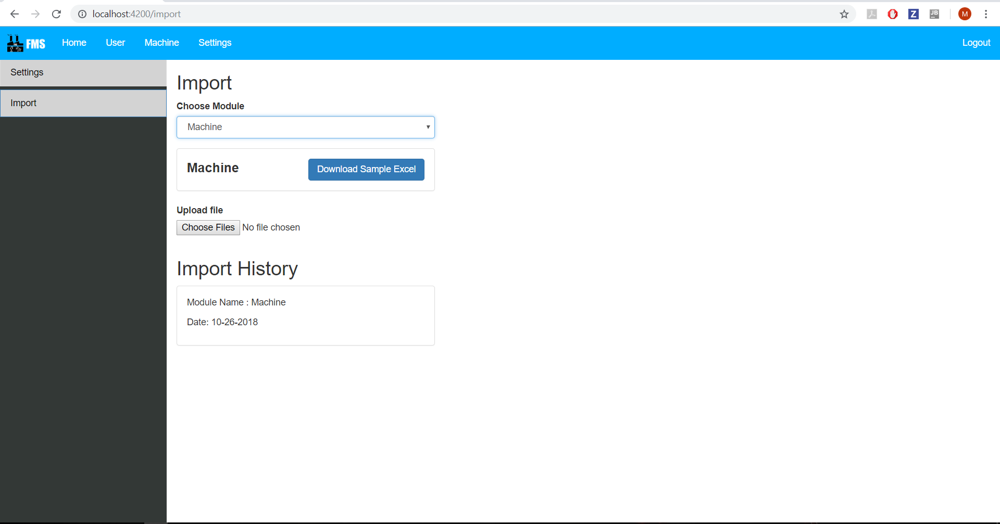 localhost:4200/import
JB
M
FMS Home User Machine Settings Logout
Settings
Import
Import
Choose Module
Machine
Machine Download Sample Excel
Upload file
Choose Files No file chosen
Import History
Module Name : Machine
Date: 10-26-2018